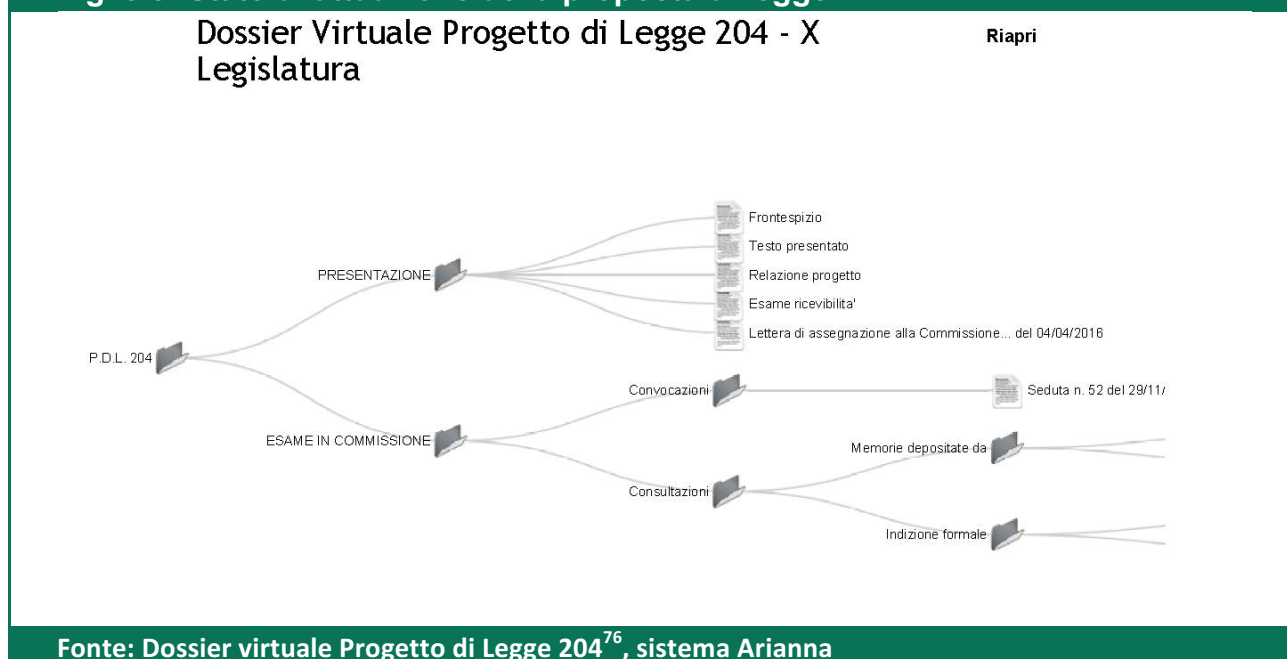 Dossier Virtuale Progetto di Legge 204 - X
Legislatura
Riapri
Frontespizio
Testo presentato
PRESENTAZIONE
Relazione progetto
Esame ricevibilita'
Lettera di assegnazione alla Commissione... del 04/04/2016
P.D.L. 204
Convocazioni
Seduta n. 52 del 29/11/
ESAME IN COMMISSIONE
Memorie depositate da
Consultazioni
Indizione formale
Fonte: Dossier virtuale Progetto di Legge 204⁷⁶, sistema Arianna